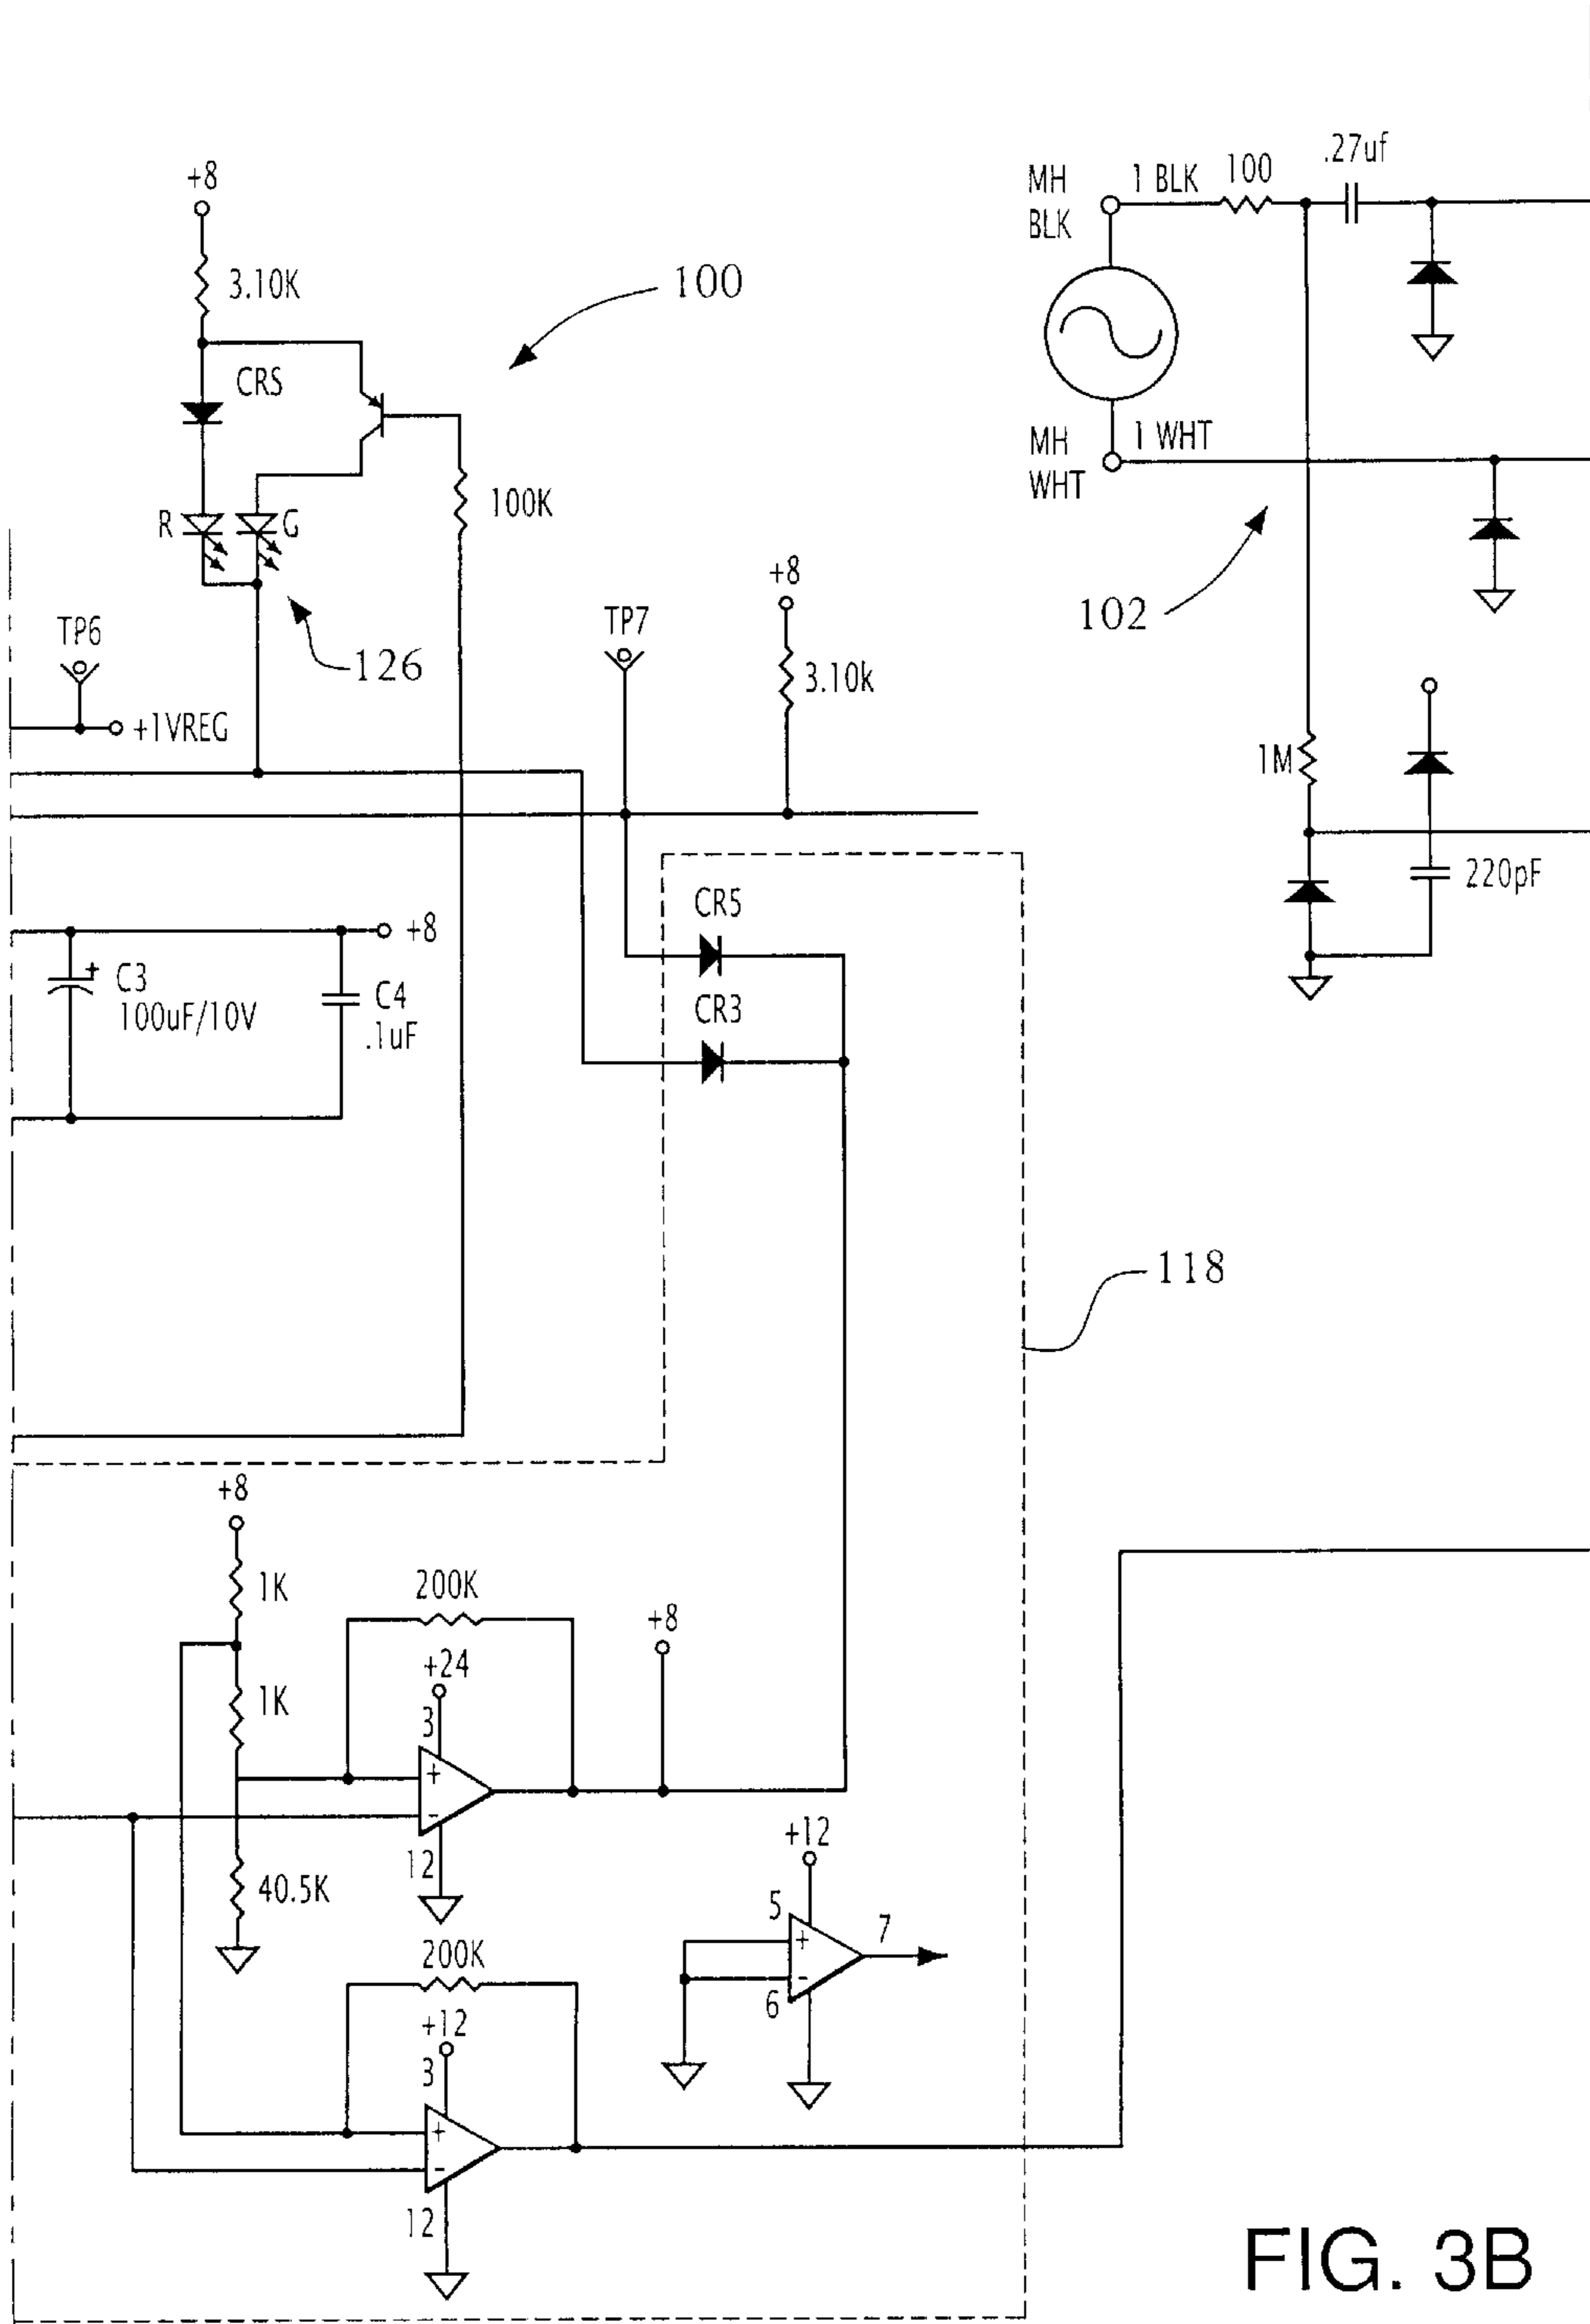 +8
3.10K
CRS
R
G
100K
100
126
TP6
+1VREG
TP7
+8
3.10k
MH
BLK
1 BLK
100
.27uf
MH
WHT
1 WHT
102
1M
220pF
+8
C3
+
100uF/10V
C4
.1uF
CR5
CR3
118
+8
1K
1K
40.5K
200K
+24
3
+
-
12
+8
200K
+12
3
+
-
12
+12
5
+
-
6
7
FIG. 3B